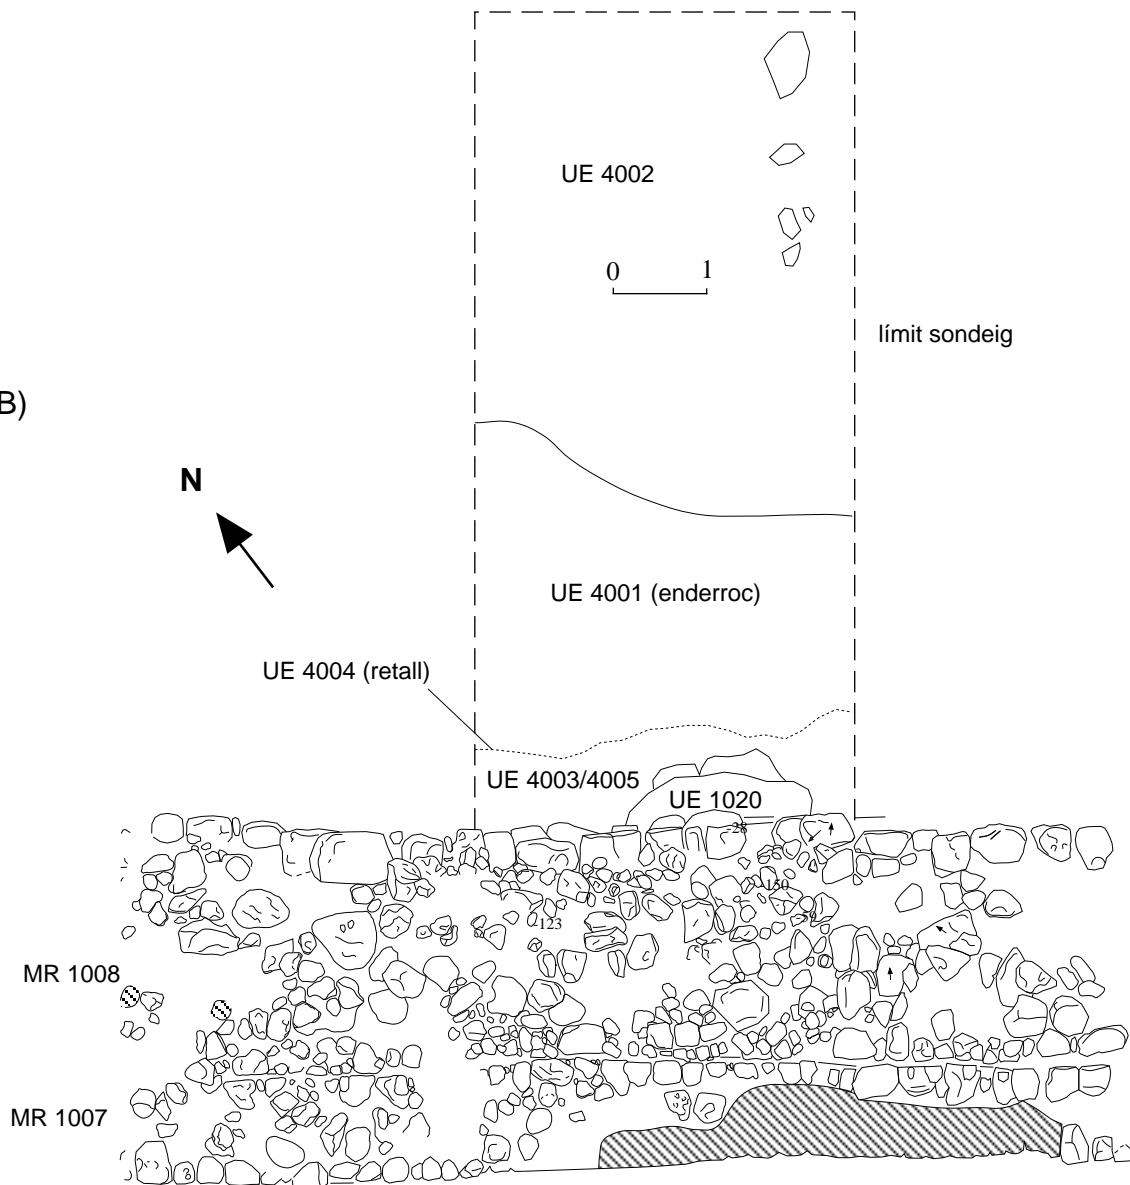 UE 4002
0 1
límit sondeig
B)
N
UE 4001 (enderroc)
UE 4004 (retall)
UE 4003/4005
UE 1020
-28
-150
-59
-123
MR 1008
MR 1007